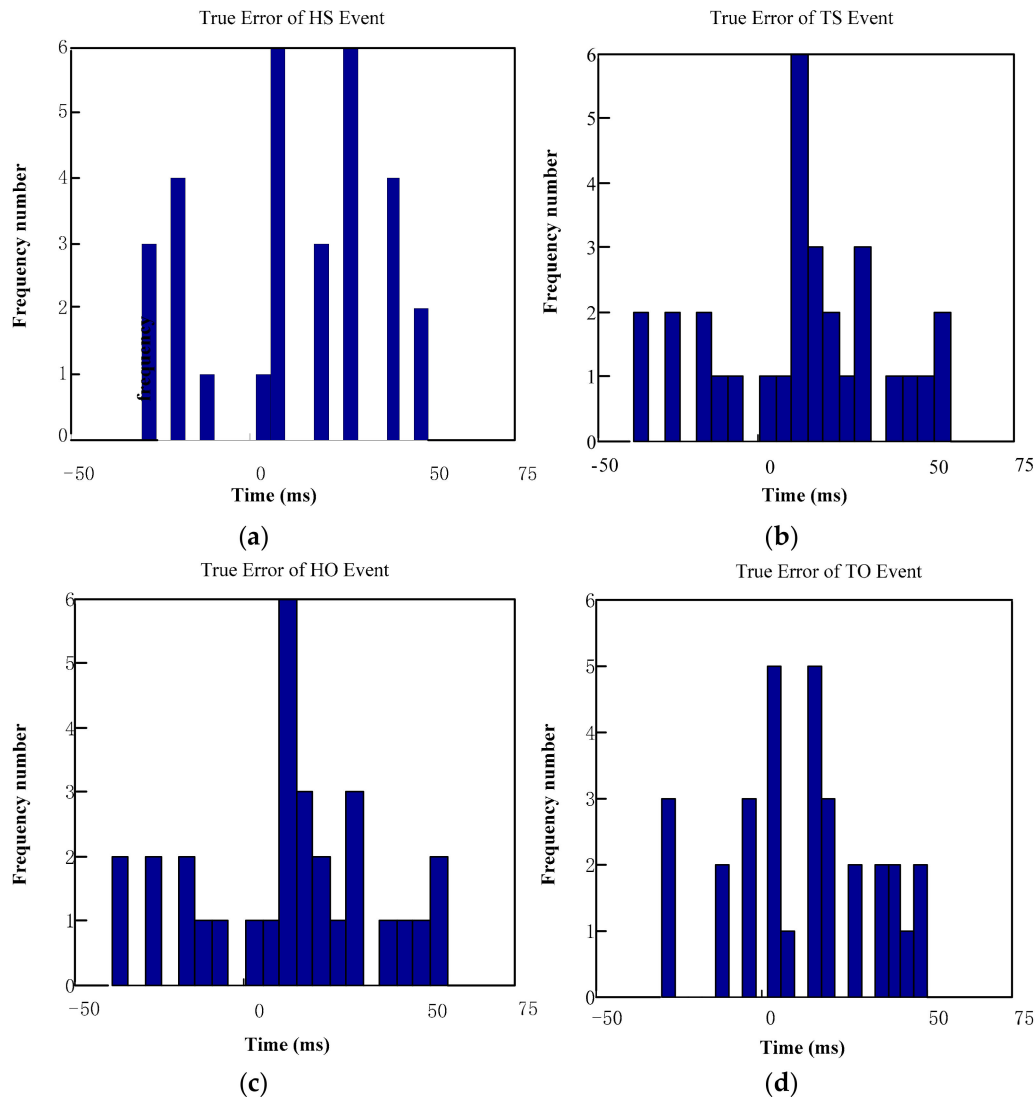 True Error of HS Event
6
5
4
3
2
1
0
Frequency number
frequency
-50
0
50
75
Time (ms)
(a)
True Error of TS Event
6
5
4
3
2
1
0
Frequency number
-50
0
50
75
Time (ms)
(b)
True Error of HO Event
6
5
4
3
2
1
0
Frequency number
-50
0
50
75
Time (ms)
(c)
True Error of TO Event
6
5
4
3
2
1
0
Frequency number
-50
0
50
75
Time (ms)
(d)